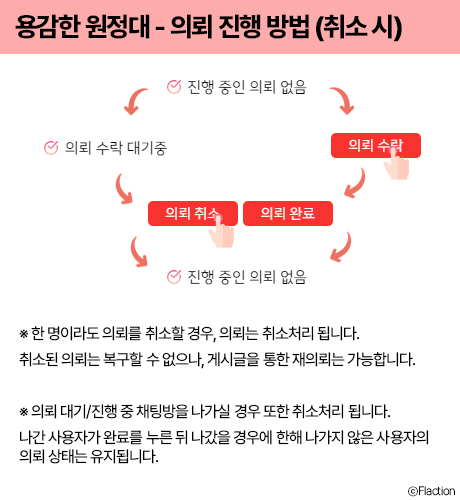 용감한 원정대 - 의뢰 진행 방법 (취소 시)
진행 중인 의뢰 없음
의뢰 수락 대기중
의뢰 수락
의뢰 취소
의뢰 완료
진행 중인 의뢰 없음
※ 한 명이라도 의뢰를 취소할 경우, 의뢰는 취소처리 됩니다.
취소된 의뢰는 복구할 수 없으나, 게시글을 통한 재의뢰는 가능합니다.
※ 의뢰 대기/진행 중 채팅방을 나가실 경우 또한 취소처리 됩니다.
나간 사용자가 완료를 누른 뒤 나갔을 경우에 한해 나가지 않은 사용자의
의뢰 상태는 유지됩니다.
ⓒFlaction